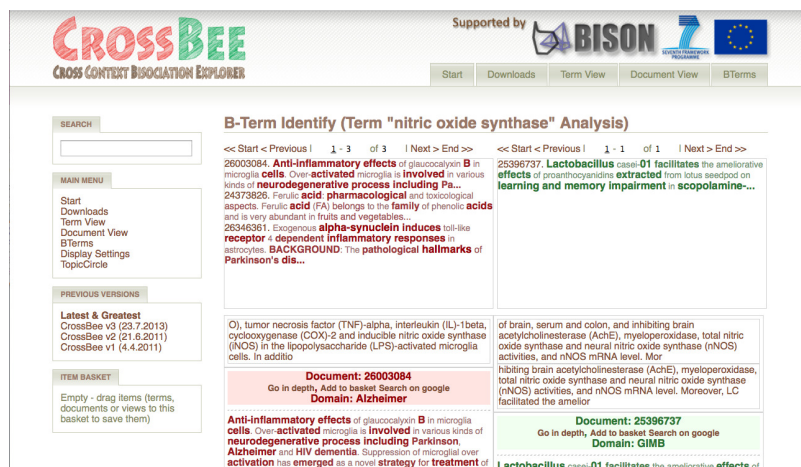 CROSSBEE
CROSS CONTEXT BISOCIATION EXPLORER
Supported by
BISON
7
SEVENTH FRAMEWORK
PROGRAMME
Start
Downloads
Term View
Document View
BTerms
SEARCH
MAIN MENU
Start
Downloads
Term View
Document View
BTerms
Display Settings
TopicCircle
PREVIOUS VERSIONS
Latest & Greatest
CrossBee v3 (23.7.2013)
CrossBee v2 (21.6.2011)
CrossBee v1 (4.4.2011)
ITEM BASKET
Empty - drag items (terms,
documents or views to this
basket to save them)
B-Term Identify (Term "nitric oxide synthase" Analysis)
<< Start < Previous | 1 - 3 of 3 | Next > End >>
26003084. Anti-inflammatory effects of glaucocalyxin B in
microglia cells. Over-activated microglia is involved in various
kinds of neurodegenerative process including Pa...
24373826. Ferulic acid: pharmacological and toxicological
aspects. Ferulic acid (FA) belongs to the family of phenolic acids
and is very abundant in fruits and vegetables...
26346361. Exogenous alpha-synuclein induces toll-like
receptor 4 dependent inflammatory responses in
astrocytes. BACKGROUND: The pathological hallmarks of
Parkinson's dis...
<< Start < Previous | 1 - 1 of 1 | Next > End >>
25396737. Lactobacillus casei-01 facilitates the ameliorative
effects of proanthocyanidins extracted from lotus seedpod on
learning and memory impairment in scopolamine-...
O), tumor necrosis factor (TNF)-alpha, interleukin (IL)-1beta,
cyclooxygenase (COX)-2 and inducible nitric oxide synthase
(iNOS) in the lipopolysaccharide (LPS)-activated microglia
cells. In additio
Document: 26003084
Go in depth, Add to basket Search on google
Domain: Alzheimer
Anti-inflammatory effects of glaucocalyxin B in microglia
cells. Over-activated microglia is involved in various kinds of
neurodegenerative process including Parkinson,
Alzheimer and HIV dementia. Suppression of microglial over
activation has emerged as a novel strategy for treatment of
of brain, serum and colon, and inhibiting brain
acetylcholinesterase (AchE), myeloperoxidase, total nitric
oxide synthase and neural nitric oxide synthase (nNOS)
activities, and nNOS mRNA level. Mor
hibiting brain acetylcholinesterase (AchE), myeloperoxidase,
total nitric oxide synthase and neural nitric oxide synthase
(nNOS) activities, and nNOS mRNA level. Moreover, LC
facilitated the amelior
Document: 25396737
Go in depth, Add to basket Search on google
Domain: GIMB
Lactobacillus casei-01 facilitates the ameliorative effects of